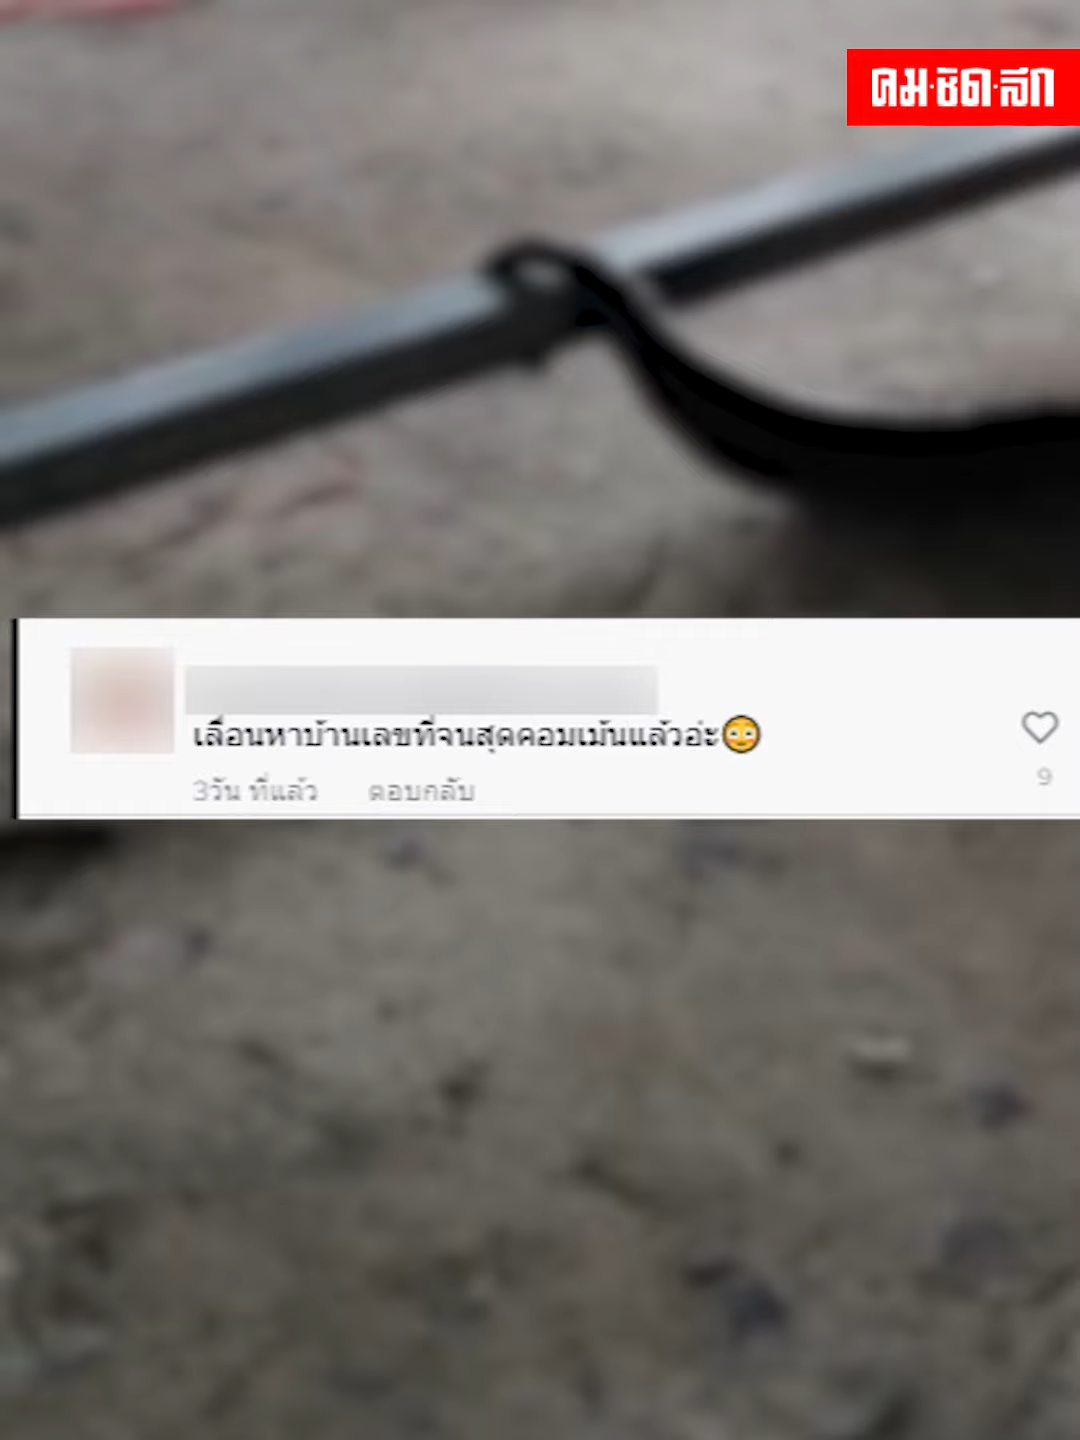 คม·ชัด·ลึก
เลื่อนหาบ้านเลขที่จนสุดคอมเม้นแล้วอ่ะ😳
9
3วัน ที่แล้ว ตอบกลับ